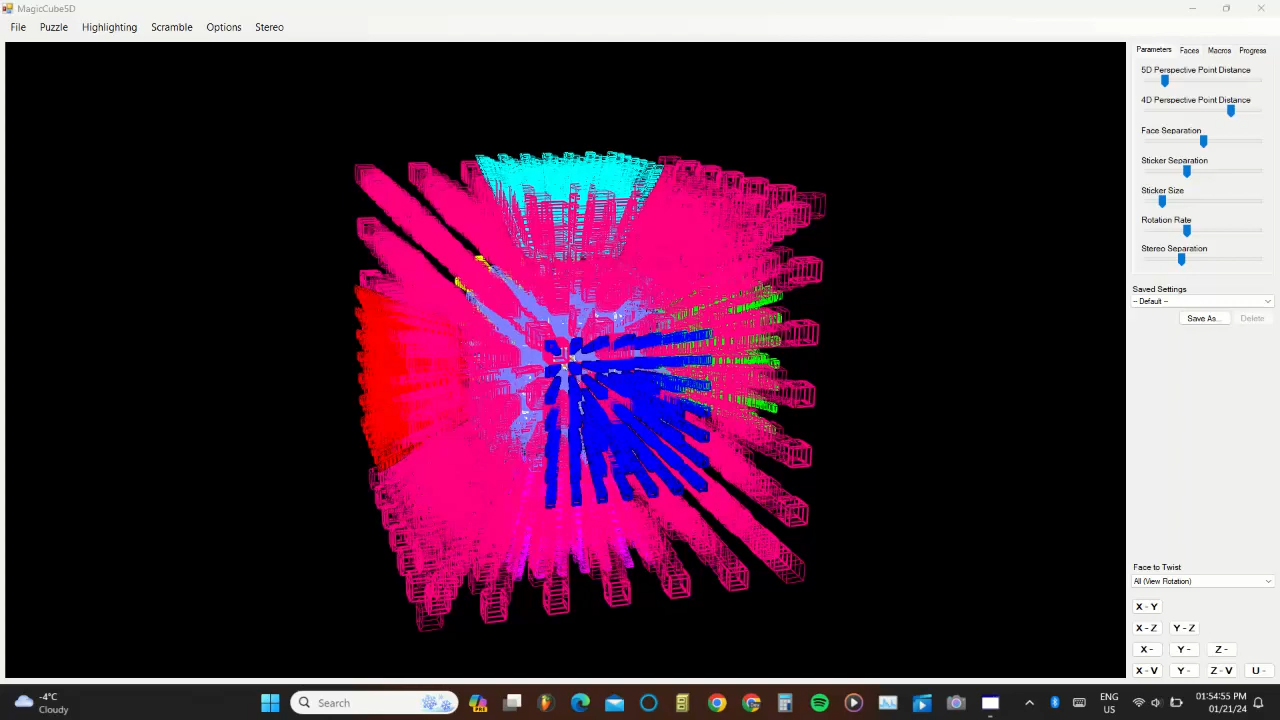 MagicCube5D
File Puzzle Highlighting Scramble Options Stereo
Parameters Faces Macros Progress
5D Perspective Point Distance
4D Perspective Point Distance
Face Separation
Sticker Separation
Sticker Size
Rotation Rate
Stereo Separation
Saved Settings
-- Default --
Save As... Delete
Face to Twist
All (View Rotation)
X - Y
X - Z Y - Z
X - Y - Z -
X - V Y - Z - V U -
-4°C
Cloudy
Search
PRE
ENG
US
01:54:55 PM
01/21/24